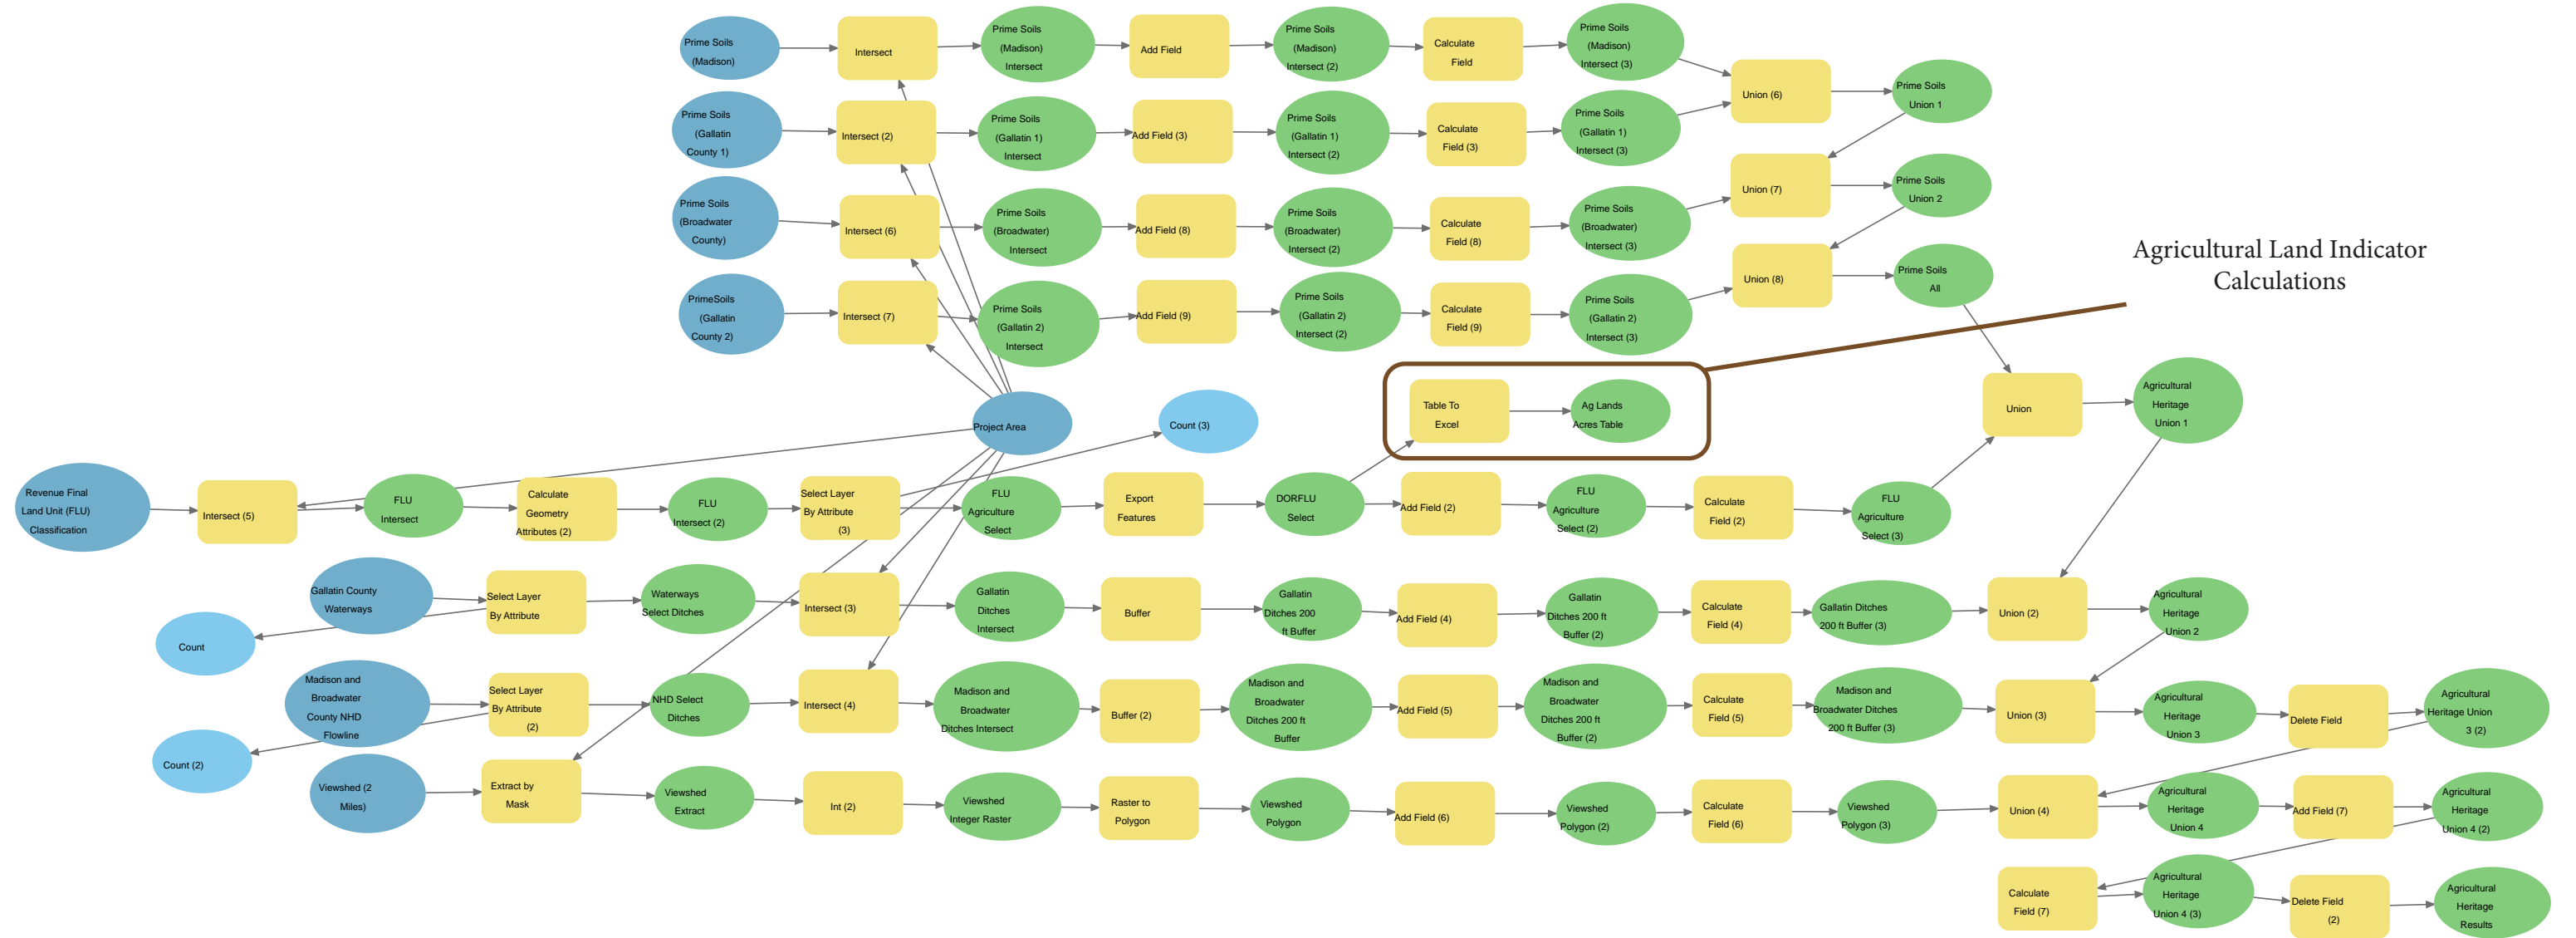 Prime Soils
(Madison)
Intersect
Prime Soils
(Madison)
Intersect
Add Field
Prime Soils
(Madison)
Intersect (2)
Calculate
Field
Prime Soils
(Madison)
Intersect (3)
Union (6)
Prime Soils
Union 1
Prime Soils
(Gallatin
County 1)
Intersect (2)
Prime Soils
(Gallatin 1)
Intersect
Add Field (3)
Prime Soils
(Gallatin 1)
Intersect (2)
Calculate
Field (3)
Prime Soils
(Gallatin 1)
Intersect (3)
Union (7)
Prime Soils
Union 2
Prime Soils
(Broadwater
County)
Intersect (6)
Prime Soils
(Broadwater)
Intersect
Add Field (8)
Prime Soils
(Broadwater)
Intersect (2)
Calculate
Field (8)
Prime Soils
(Broadwater)
Intersect (3)
Union (8)
Prime Soils
All
Agricultural Land Indicator
Calculations
PrimeSoils
(Gallatin
County 2)
Intersect (7)
Prime Soils
(Gallatin 2)
Intersect
Add Field (9)
Prime Soils
(Gallatin 2)
Intersect (2)
Calculate
Field (9)
Prime Soils
(Gallatin 2)
Intersect (3)
Project Area
Count (3)
Table To
Excel
Ag Lands
Acres Table
Union
Agricultural
Heritage
Union 1
Revenue Final
Land Unit (FLU)
Classification
Intersect (5)
FLU
Intersect
Calculate
Geometry
Attributes (2)
FLU
Intersect (2)
Select Layer
By Attribute
(3)
FLU
Agriculture
Select
Export
Features
DORFLU
Select
Add Field (2)
FLU
Agriculture
Select (2)
Calculate
Field (2)
FLU
Agriculture
Select (3)
Gallatin County
Waterways
Select Layer
By Attribute
Waterways
Select Ditches
Intersect (3)
Gallatin
Ditches
Intersect
Buffer
Gallatin
Ditches 200
ft Buffer
Add Field (4)
Gallatin
Ditches 200 ft
Buffer (2)
Calculate
Field (4)
Gallatin Ditches
200 ft Buffer (3)
Union (2)
Agricultural
Heritage
Union 2
Count
Madison and
Broadwater
County NHD
Flowline
Select Layer
By Attribute
(2)
NHD Select
Ditches
Intersect (4)
Madison and
Broadwater
Ditches Intersect
Buffer (2)
Madison and
Broadwater
Ditches 200 ft
Buffer
Add Field (5)
Madison and
Broadwater
Ditches 200 ft
Buffer (2)
Calculate
Field (5)
Madison and
Broadwater Ditches
200 ft Buffer (3)
Union (3)
Agricultural
Heritage
Union 3
Delete Field
Agricultural
Heritage Union
3 (2)
Count (2)
Viewshed (2
Miles)
Extract by
Mask
Viewshed
Extract
Int (2)
Viewshed
Integer Raster
Raster to
Polygon
Viewshed
Polygon
Add Field (6)
Viewshed
Polygon (2)
Calculate
Field (6)
Viewshed
Polygon (3)
Union (4)
Agricultural
Heritage
Union 4
Add Field (7)
Agricultural
Heritage
Union 4 (2)
Calculate
Field (7)
Agricultural
Heritage
Union 4 (3)
Delete Field
(2)
Agricultural
Heritage
Results